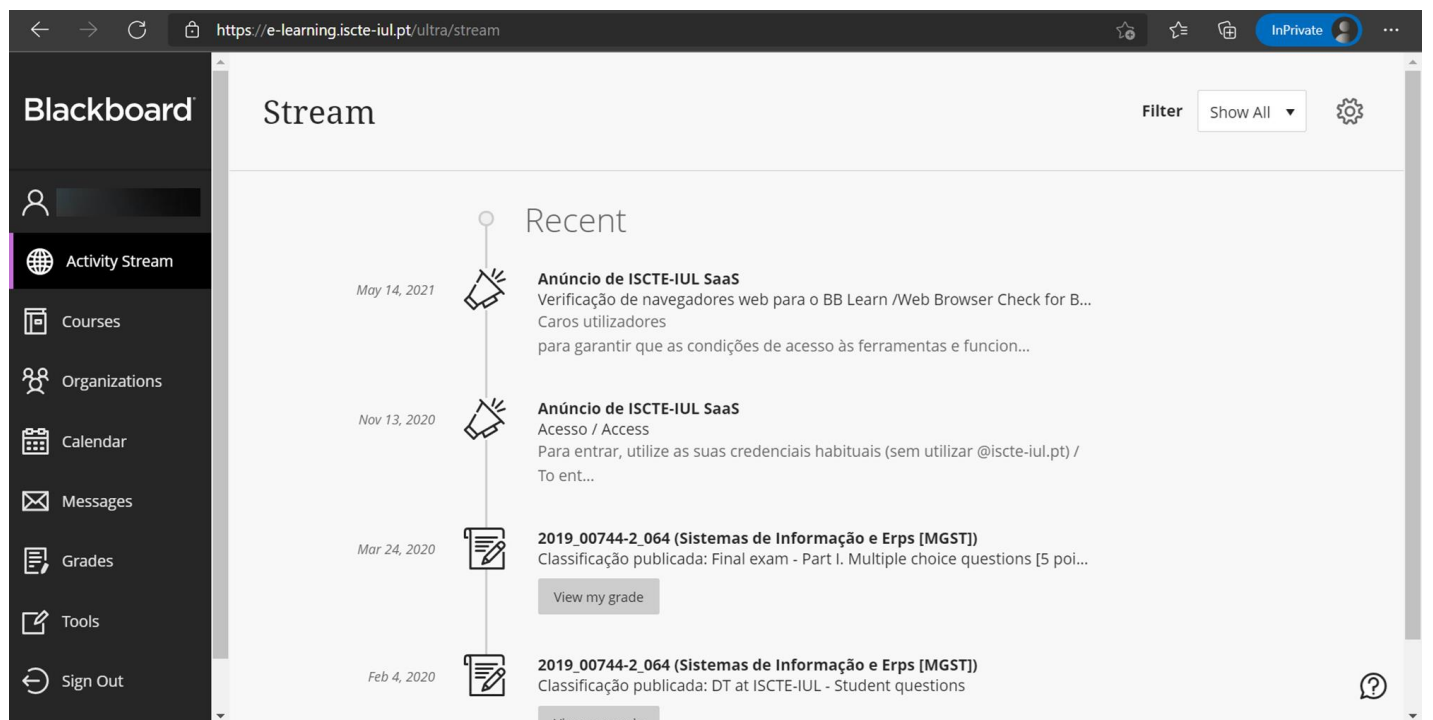 https://e-learning.iscte-iul.pt/ultra/stream
InPrivate
Blackboard
Activity Stream
Courses
Organizations
Calendar
Messages
Grades
Tools
Sign Out
Stream
Filter
Show All
Recent
May 14, 2021
Anúncio de ISCTE-IUL SaaS
Verificação de navegadores web para o BB Learn /Web Browser Check for B...
Caros utilizadores
para garantir que as condições de acesso às ferramentas e funcion...
Nov 13, 2020
Anúncio de ISCTE-IUL SaaS
Acesso / Access
Para entrar, utilize as suas credenciais habituais (sem utilizar @iscte-iul.pt) /
To ent...
Mar 24, 2020
2019_00744-2_064 (Sistemas de Informação e Erps [MGST])
Classificação publicada: Final exam - Part I. Multiple choice questions [5 poi...
View my grade
Feb 4, 2020
2019_00744-2_064 (Sistemas de Informação e Erps [MGST])
Classificação publicada: DT at ISCTE-IUL - Student questions